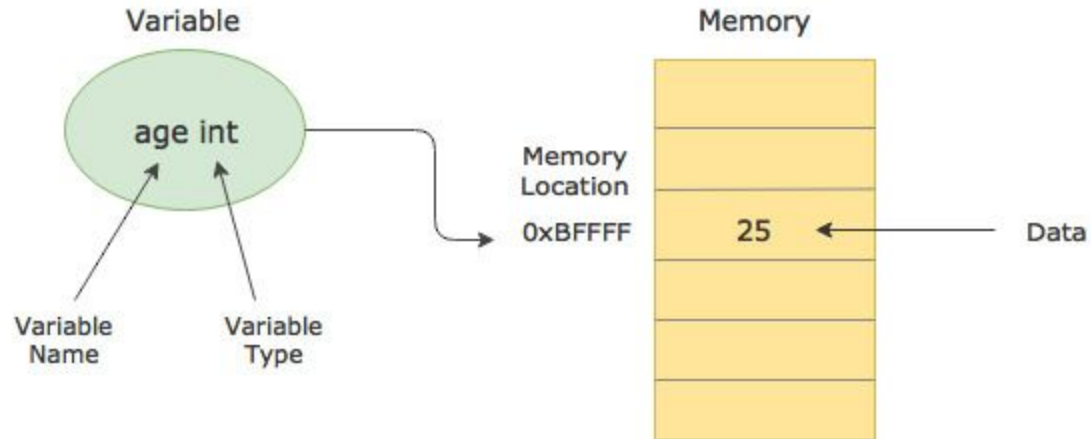 Variable
Memory
age int
Memory
Location
0xBFFFF
25
Data
Variable
Name
Variable
Type